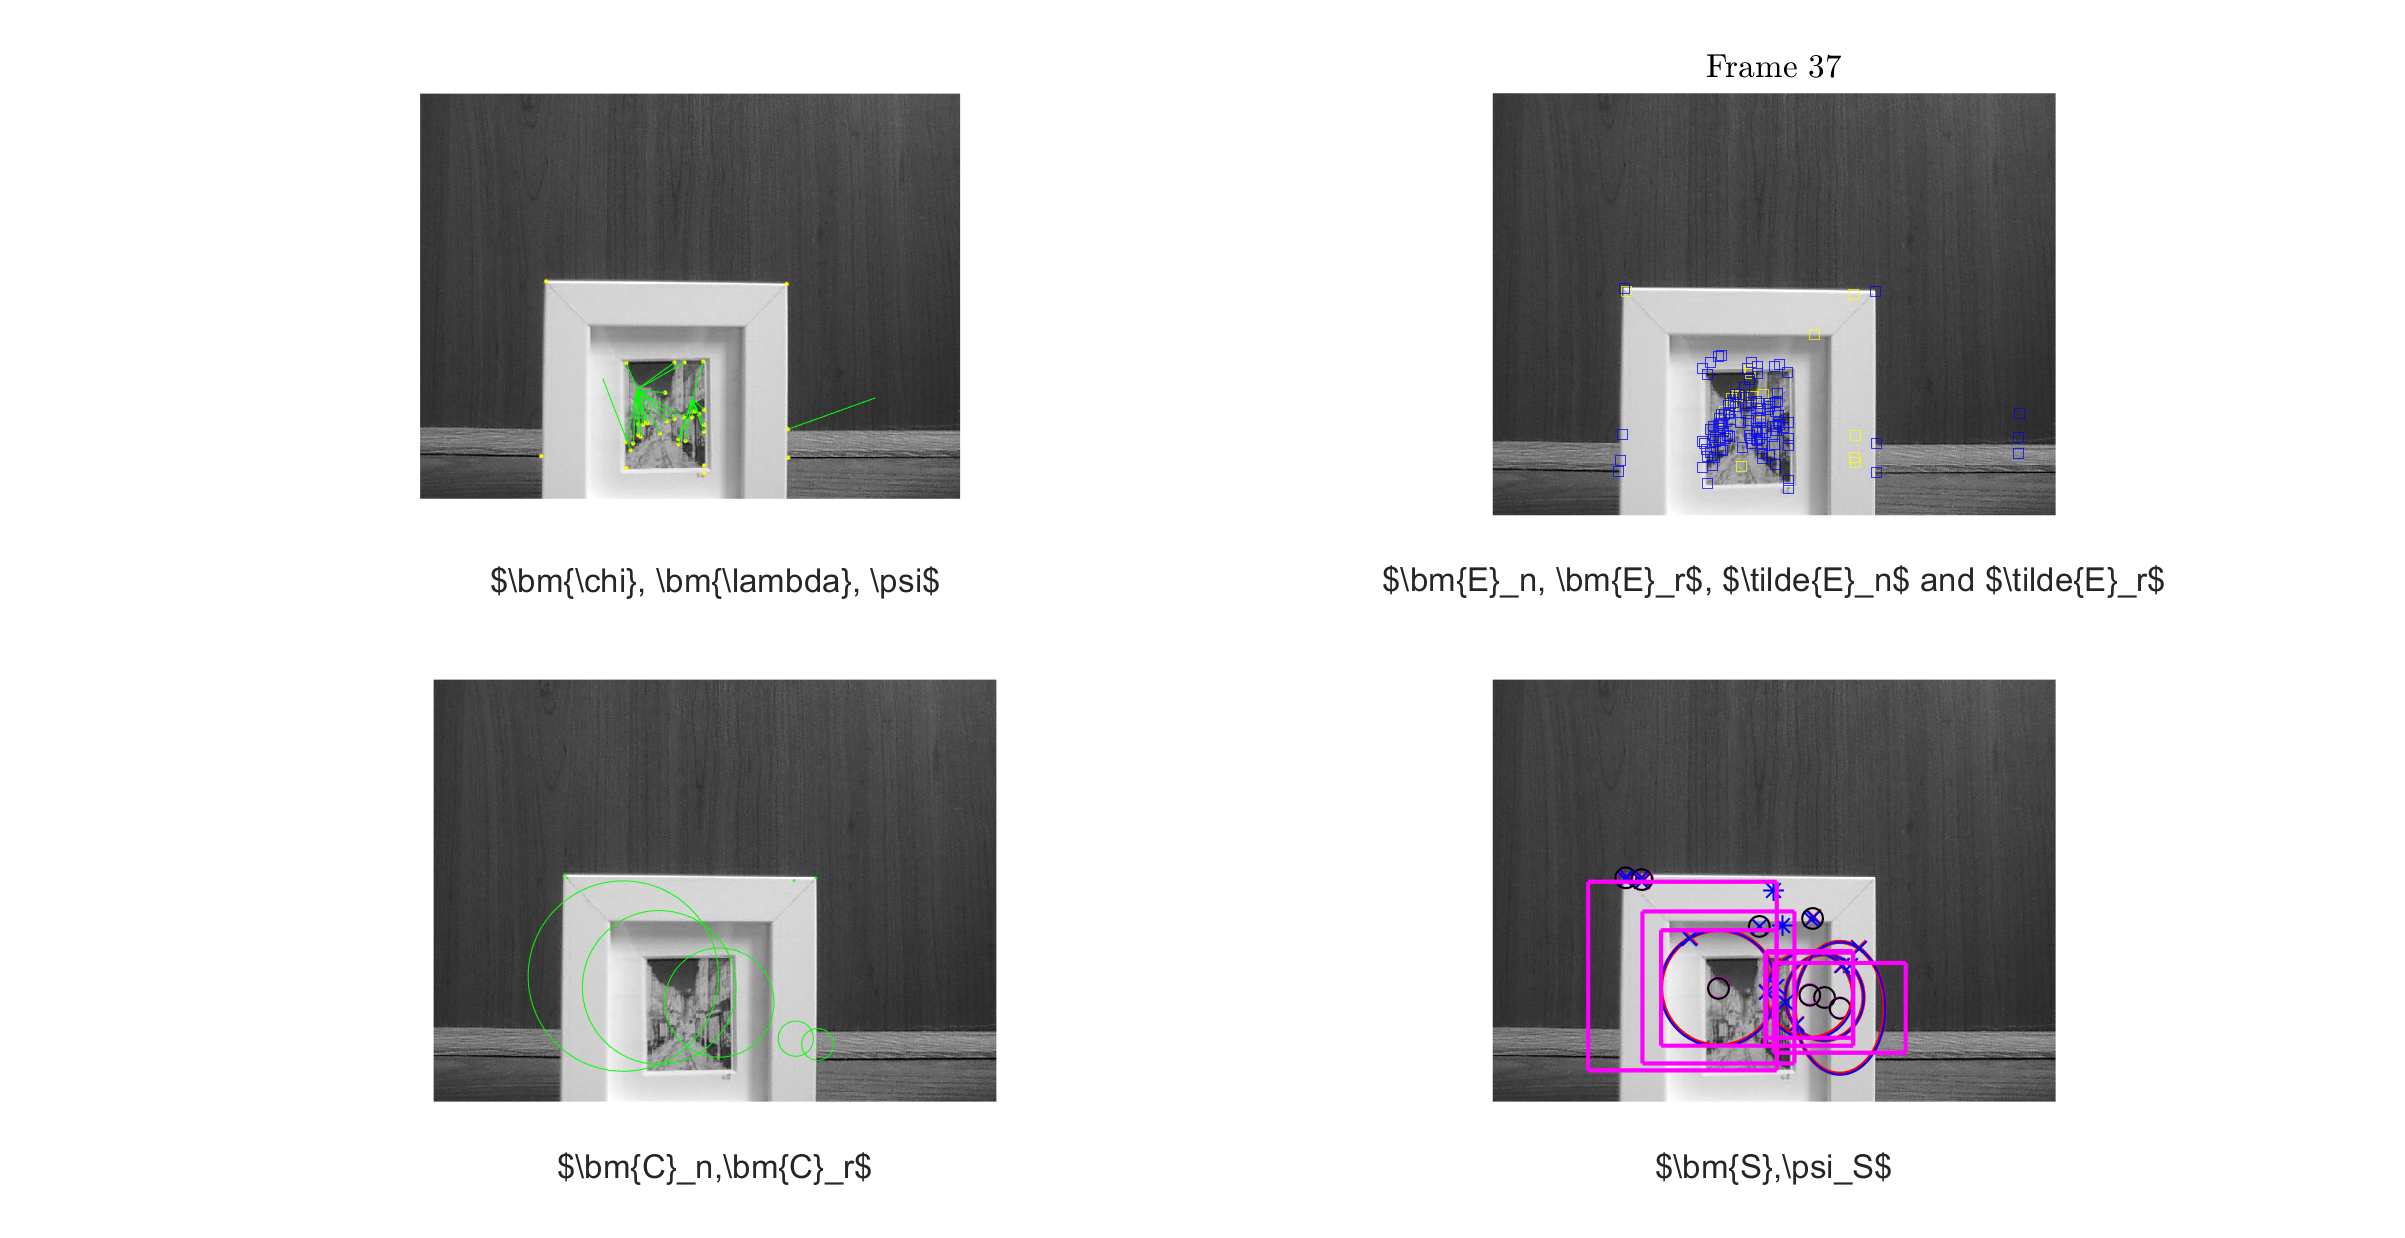 Frame 37
$\bm{\chi}, \bm{\lambda}, \psi$
$\bm{E}_n, \bm{E}_r$, $\tilde{E}_n$ and $\tilde{E}_r$
$\bm{C}_n,\bm{C}_r$
$\bm{S},\psi_S$